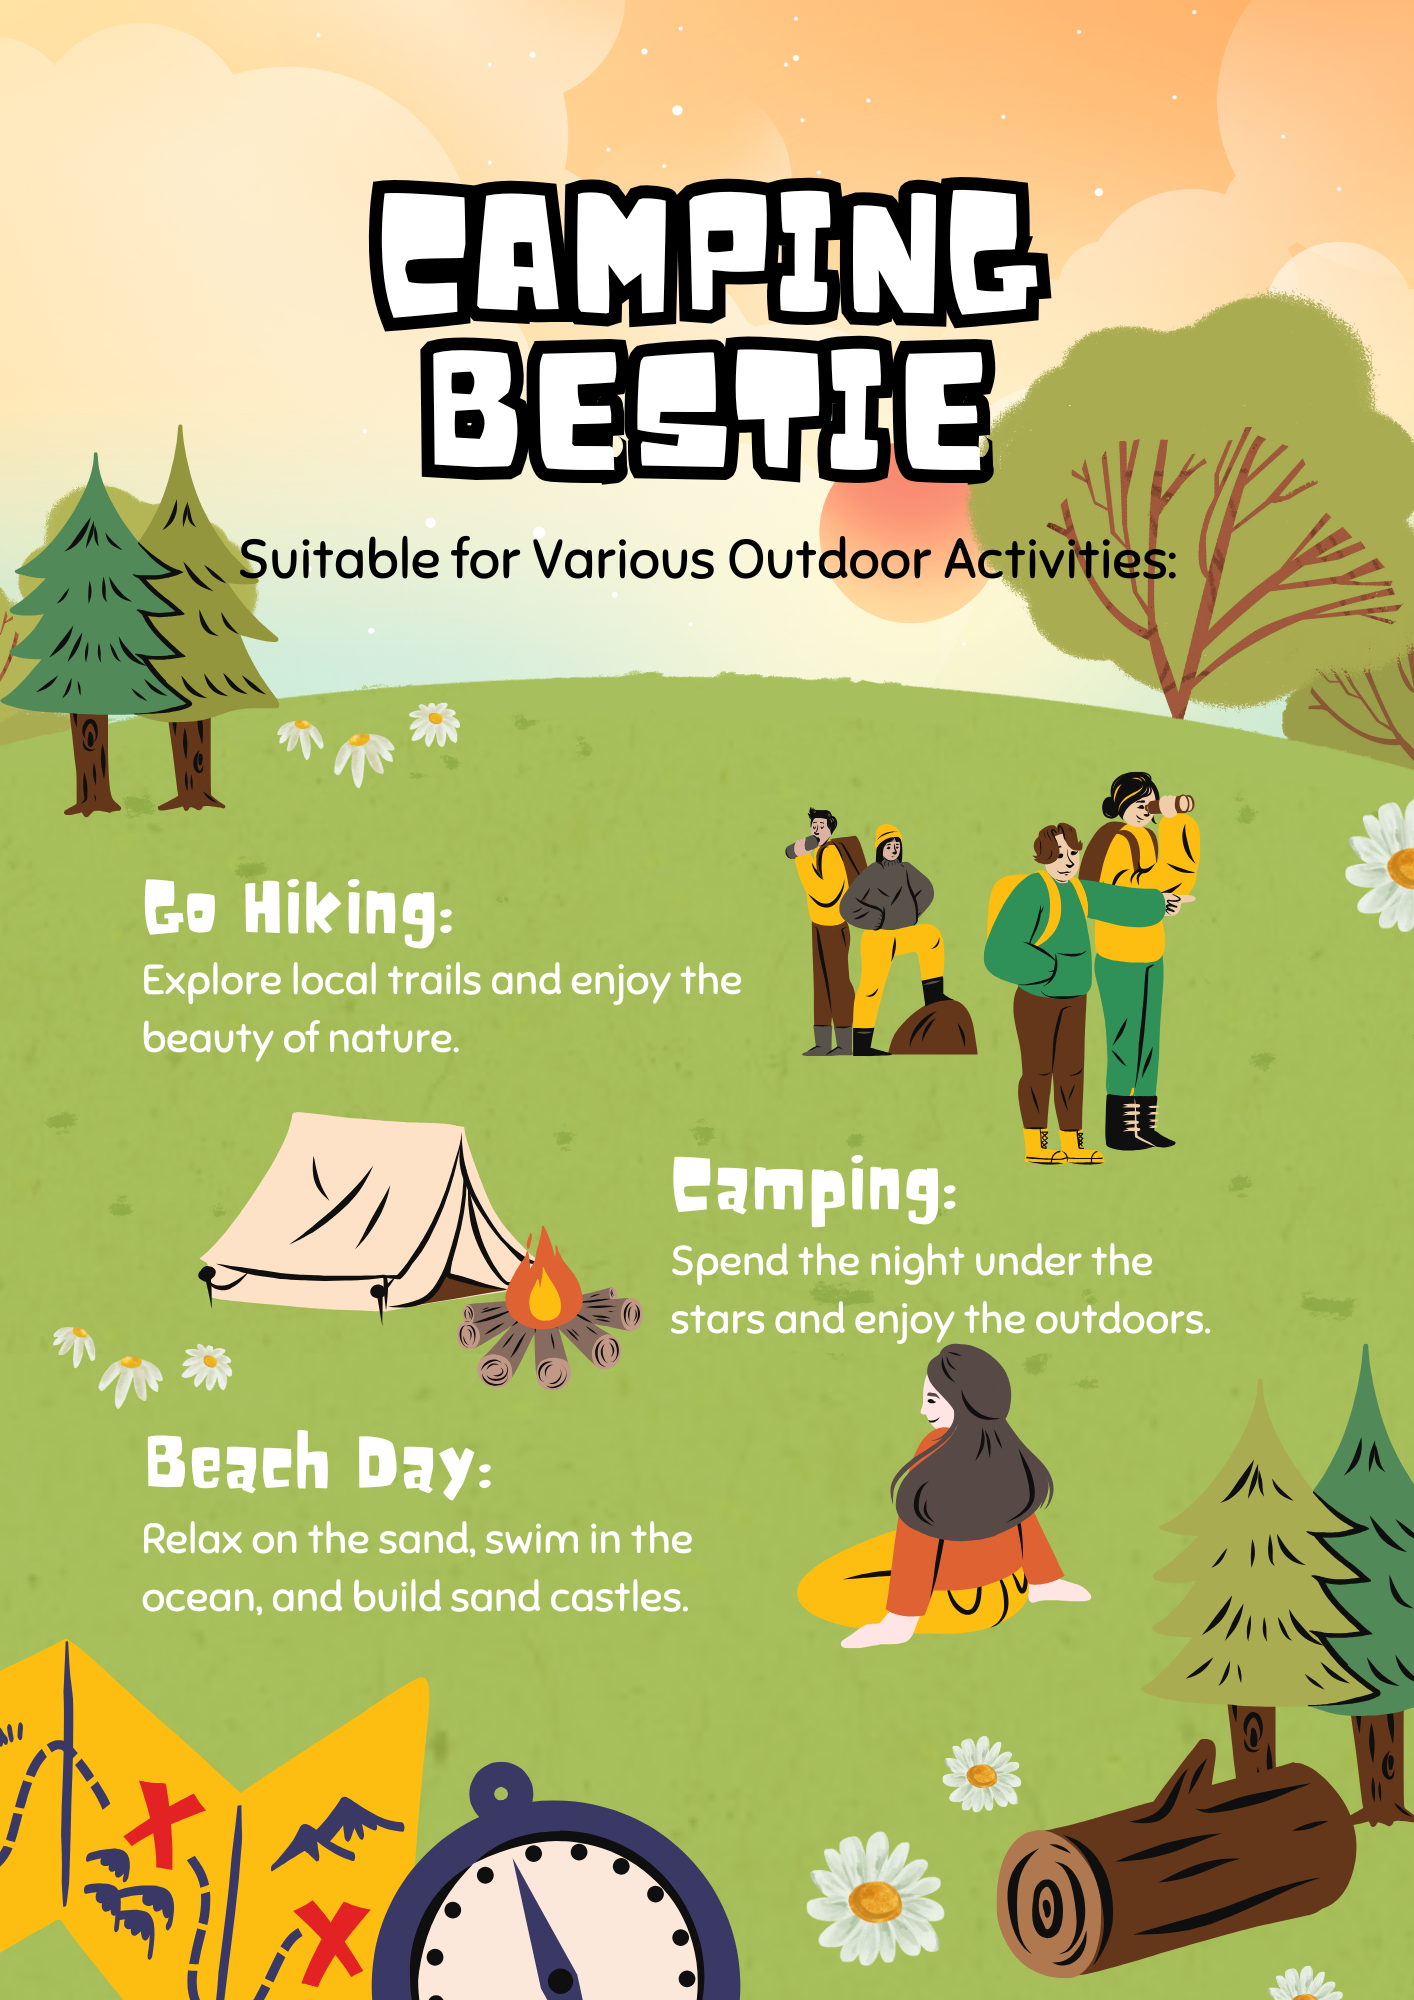 CAMPING
BESTIE
Suitable for Various Outdoor Activities:
Go Hiking:
Explore local trails and enjoy the
beauty of nature.
Camping:
Spend the night under the
stars and enjoy the outdoors.
Beach Day:
Relax on the sand, swim in the
ocean, and build sand castles.